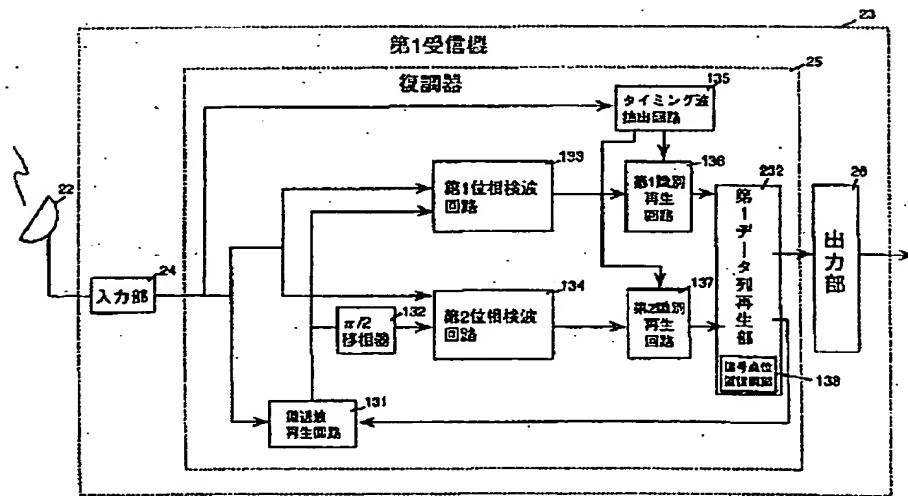 23
第1受信機
25
復調器
135
タイミング波
抽出回路
22
133
第1位相検波
回路
136
第1識別
再生
回路
232
第1データ列再生部
26
出力部
24
入力部
134
第2位相検波
回路
132
π/2
移相器
137
第2識別
再生
回路
131
搬送波
再生回路
138